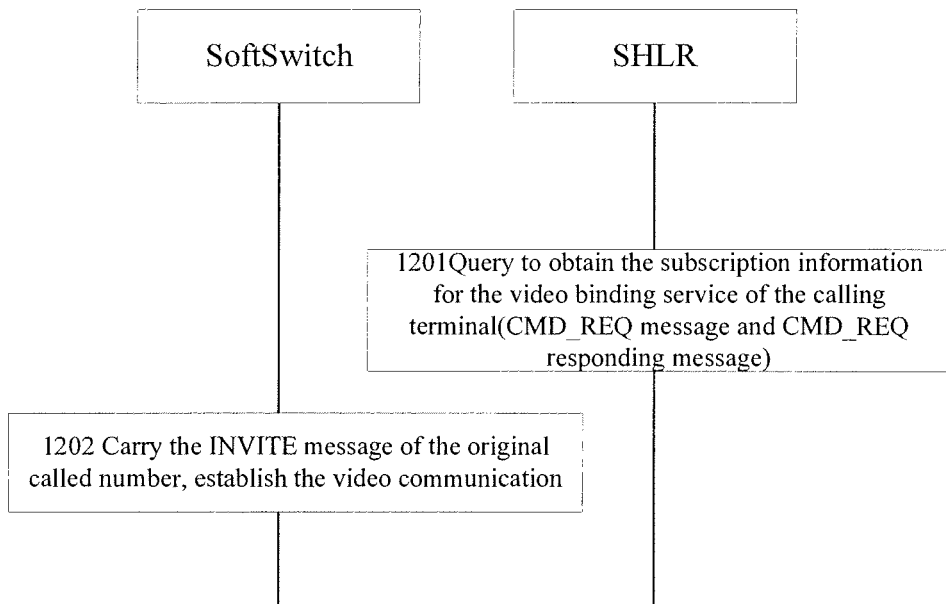 SoftSwitch
SHLR
1201Query to obtain the subscription information
for the video binding service of the calling
terminal(CMD_REQ message and CMD_REQ
responding message)
1202 Carry the INVITE message of the original
called number, establish the video communication